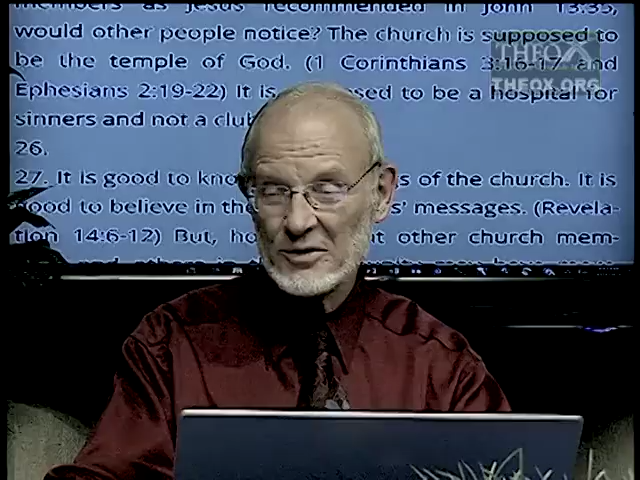 members as Jesus recommended in John 13:35,
would other people notice? The church is supposed to
be the temple of God. (1 Corinthians 3:16-17 and
Ephesians 2:19-22) It is sed to be a hospital for
sinners and not a club
26.
27. It is good to kno s of the church. It is
good to believe in the s' messages. (Revela-
tion 14:6-12) But, ho t other church mem-
THEOX
THEOX.ORG